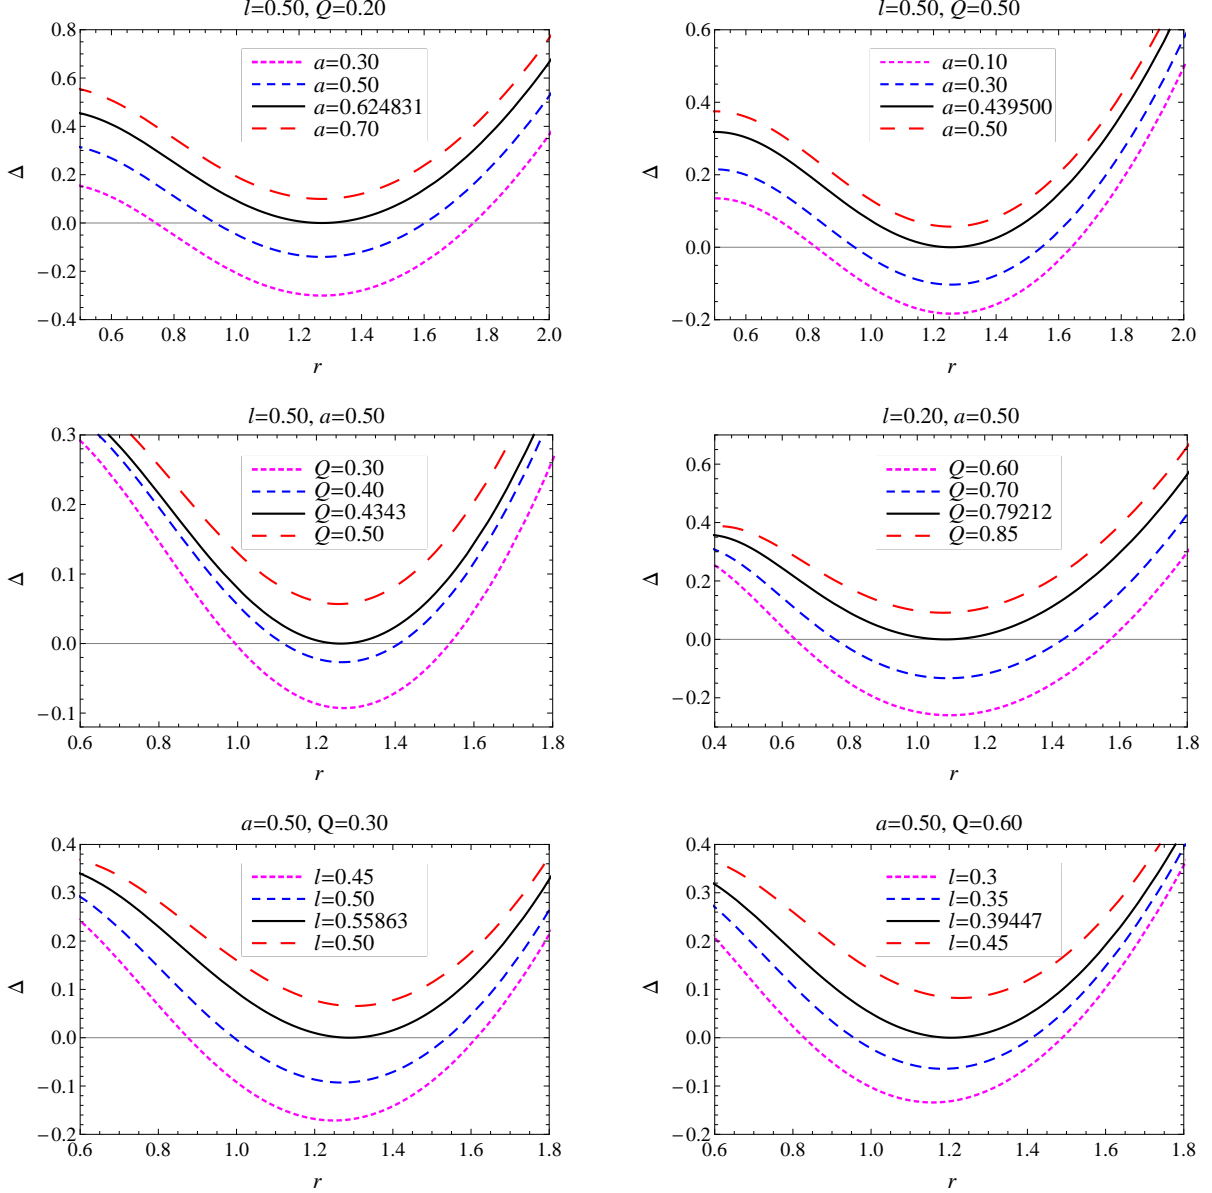 l=0.50, Q=0.20
0.8
0.6
0.4
0.2
0.0
−0.2
−0.4
Δ
a=0.30
a=0.50
a=0.624831
a=0.70
0.6 0.8 1.0 1.2 1.4 1.6 1.8 2.0
r
l=0.50, Q=0.50
0.6
0.4
0.2
0.0
−0.2
Δ
a=0.10
a=0.30
a=0.439500
a=0.50
0.6 0.8 1.0 1.2 1.4 1.6 1.8 2.0
r
l=0.50, a=0.50
0.3
0.2
0.1
0.0
−0.1
Δ
Q=0.30
Q=0.40
Q=0.4343
Q=0.50
0.6 0.8 1.0 1.2 1.4 1.6 1.8
r
l=0.20, a=0.50
0.6
0.4
0.2
0.0
−0.2
Δ
Q=0.60
Q=0.70
Q=0.79212
Q=0.85
0.4 0.6 0.8 1.0 1.2 1.4 1.6 1.8
r
a=0.50, Q=0.30
0.4
0.3
0.2
0.1
0.0
−0.1
−0.2
Δ
l=0.45
l=0.50
l=0.55863
l=0.50
0.6 0.8 1.0 1.2 1.4 1.6 1.8
r
a=0.50, Q=0.60
0.4
0.3
0.2
0.1
0.0
−0.1
−0.2
Δ
l=0.3
l=0.35
l=0.39447
l=0.45
0.6 0.8 1.0 1.2 1.4 1.6 1.8
r